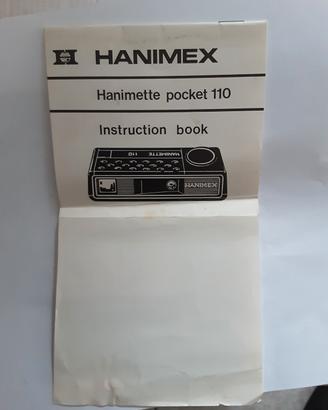 HANIMEX
Hanimette pocket 110
Instruction book
HANIMETTE 110
HANIMEX